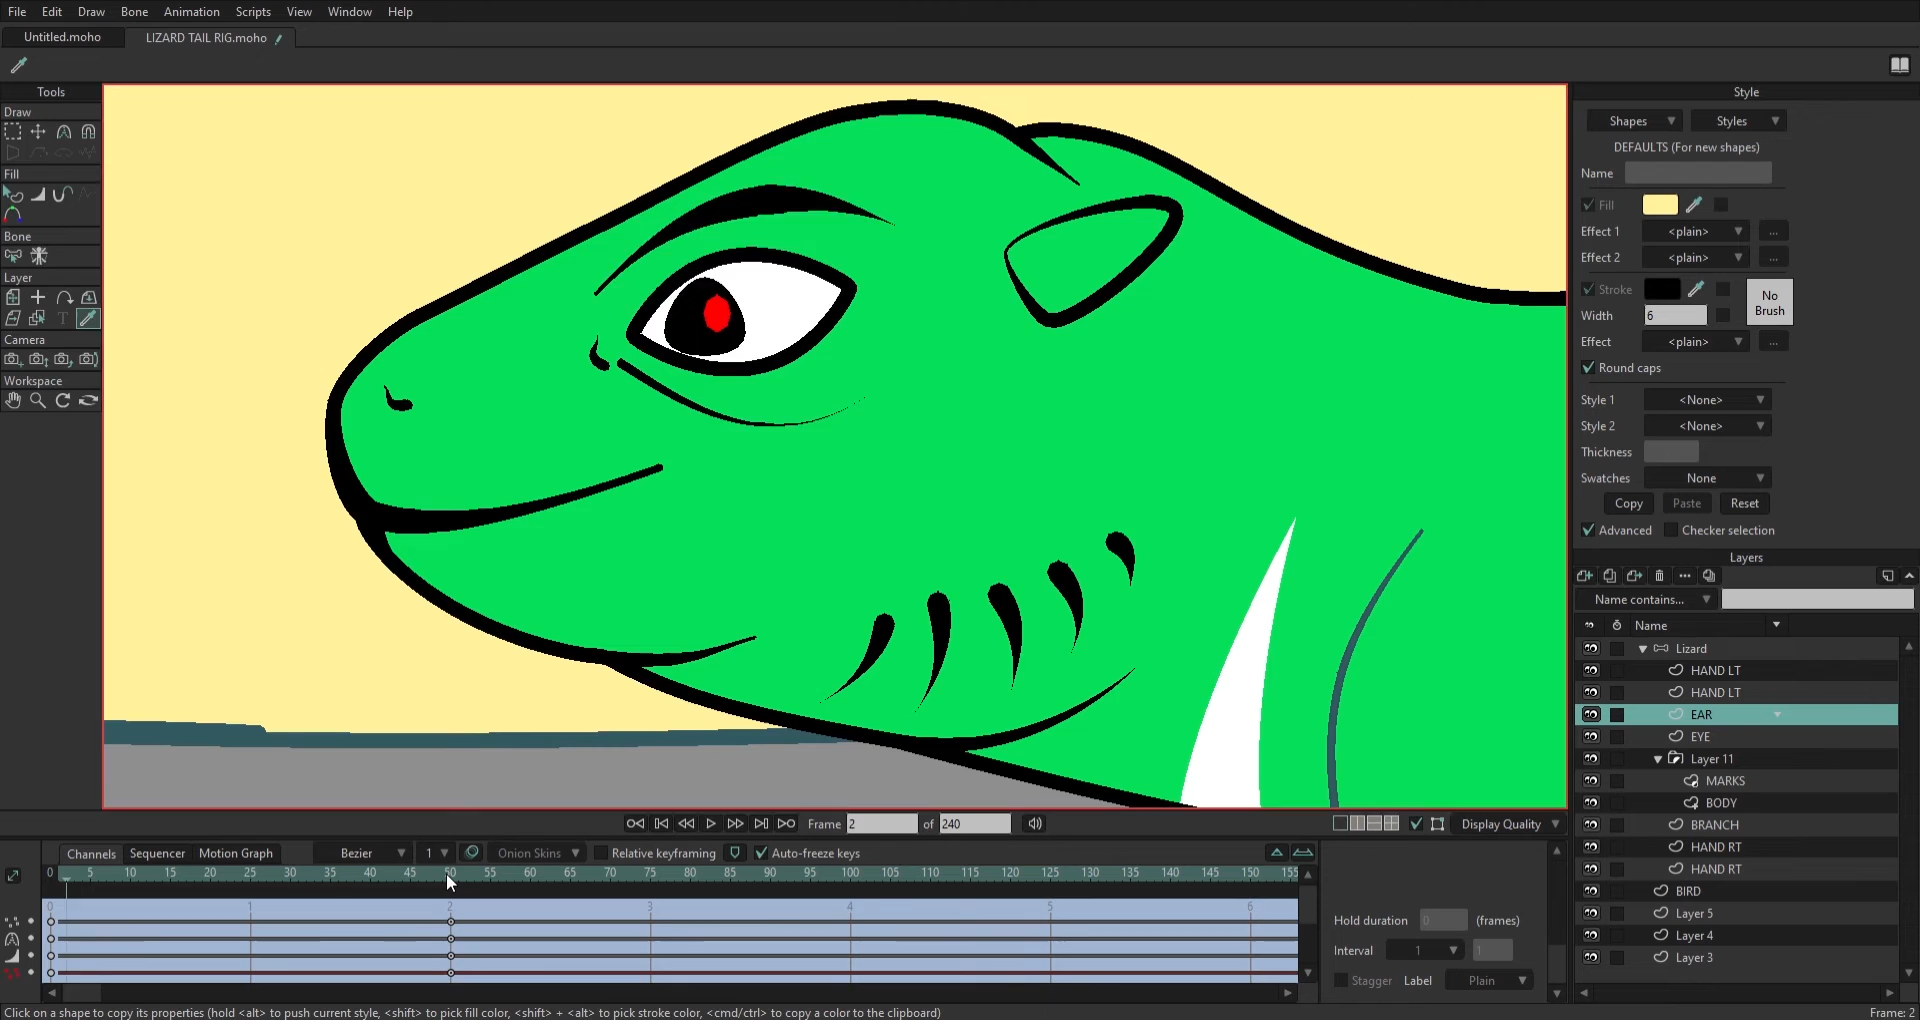 File Edit Draw Bone Animation Scripts View Window Help
Untitled.moho LIZARD TAIL RIG.moho
Tools
Draw
Fill
Bone
Layer
T
Camera
Workspace
Style
Shapes Styles
DEFAULTS (For new shapes)
Name
Fill
Effect 1 <plain> ...
Effect 2 <plain> ...
Stroke
No
Brush
Width 6
Effect <plain> ...
Round caps
Style 1 <None>
Style 2 <None>
Thickness
Swatches None
Copy Paste Reset
Advanced Checker selection
Layers
Name contains...
Name
Lizard
HAND LT
HAND LT
EAR
EYE
Layer 11
MARKS
BODY
BRANCH
HAND RT
HAND RT
BIRD
Layer 5
Layer 4
Layer 3
Frame 2 of 240 Display Quality
Channels Sequencer Motion Graph Bezier 1 Onion Skins Relative keyframing Auto-freeze keys
0 5 10 15 20 25 30 35 40 45 50 55 60 65 70 75 80 85 90 95 100 105 110 115 120 125 130 135 140 145 150 155
0 1 2 3 4 5 6
Hold duration 0 (frames)
Interval 1 1
Stagger Label Plain
Click on a shape to copy its properties (hold <alt> to push current style, <shift> to pick fill color, <shift> + <alt> to pick stroke color, <cmd/ctrl> to copy a color to the clipboard) Frame: 2